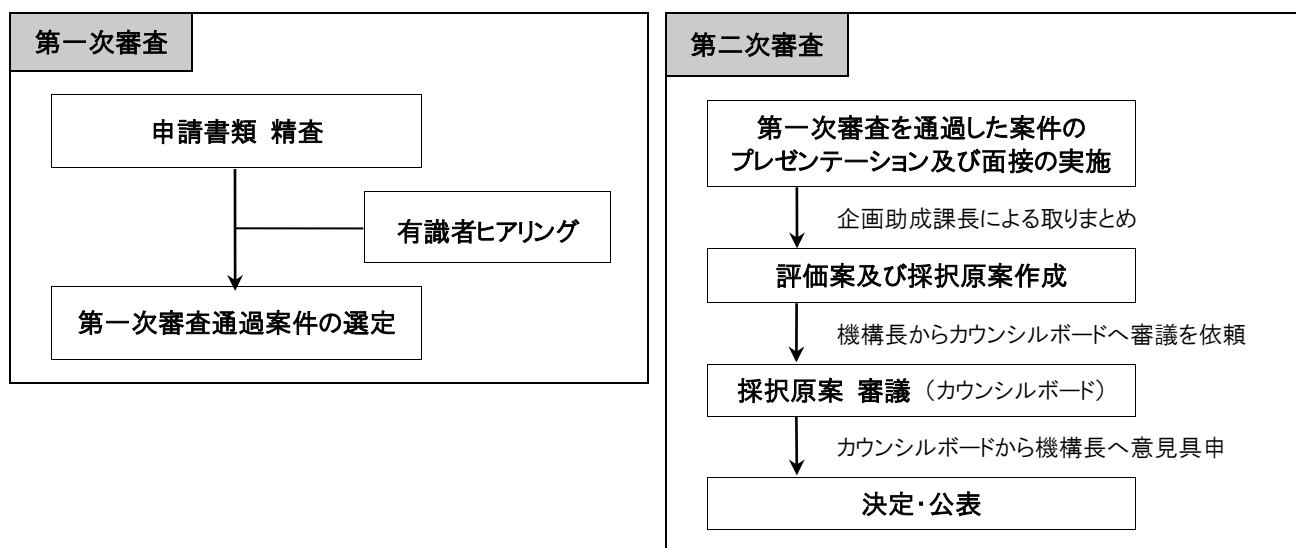 第一次審査
申請書類 精査
有識者ヒアリング
第一次審査通過案件の選定
第二次審査
第一次審査を通過した案件の
プレゼンテーション及び面接の実施
企画助成課長による取りまとめ
評価案及び採択原案作成
機構長からカウンシルボードへ審議を依頼
採択原案 審議（カウンシルボード）
カウンシルボードから機構長へ意見具申
決定・公表